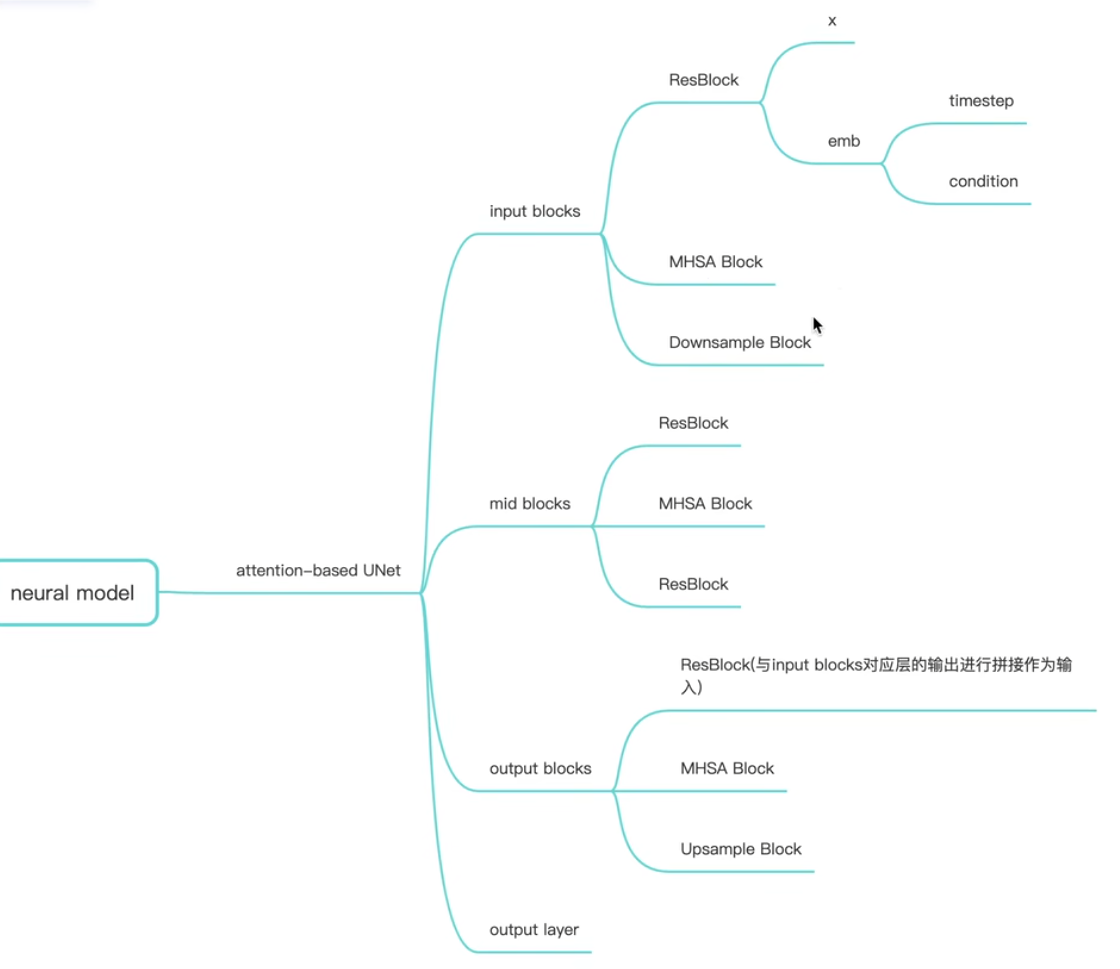 x
ResBlock
timestep
emb
condition
input blocks
MHSA Block
Downsample Block
ResBlock
mid blocks
MHSA Block
attention-based UNet
ResBlock
neural model
ResBlock(与input blocks对应层的输出进行拼接作为输
入)
output blocks
MHSA Block
Upsample Block
output layer